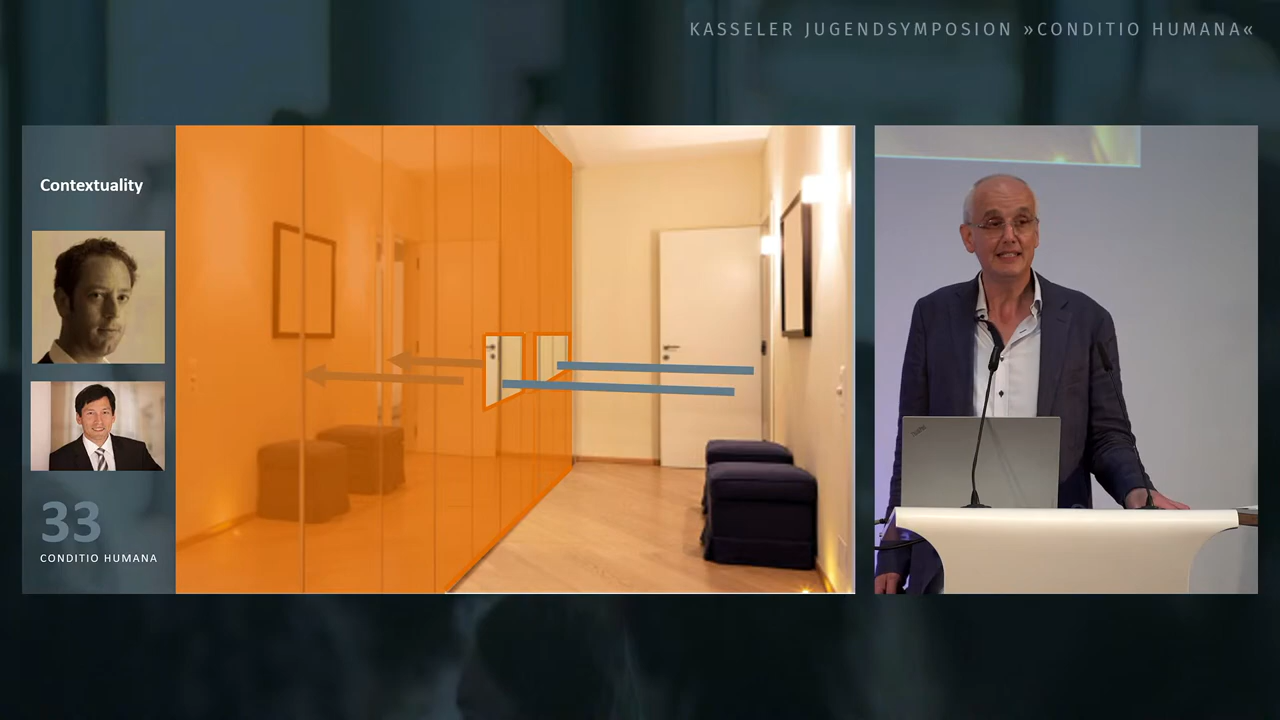 KASSELER JUGENDSYMPOSION »CONDITIO HUMANA«
Contextuality
33
CONDITIO HUMANA